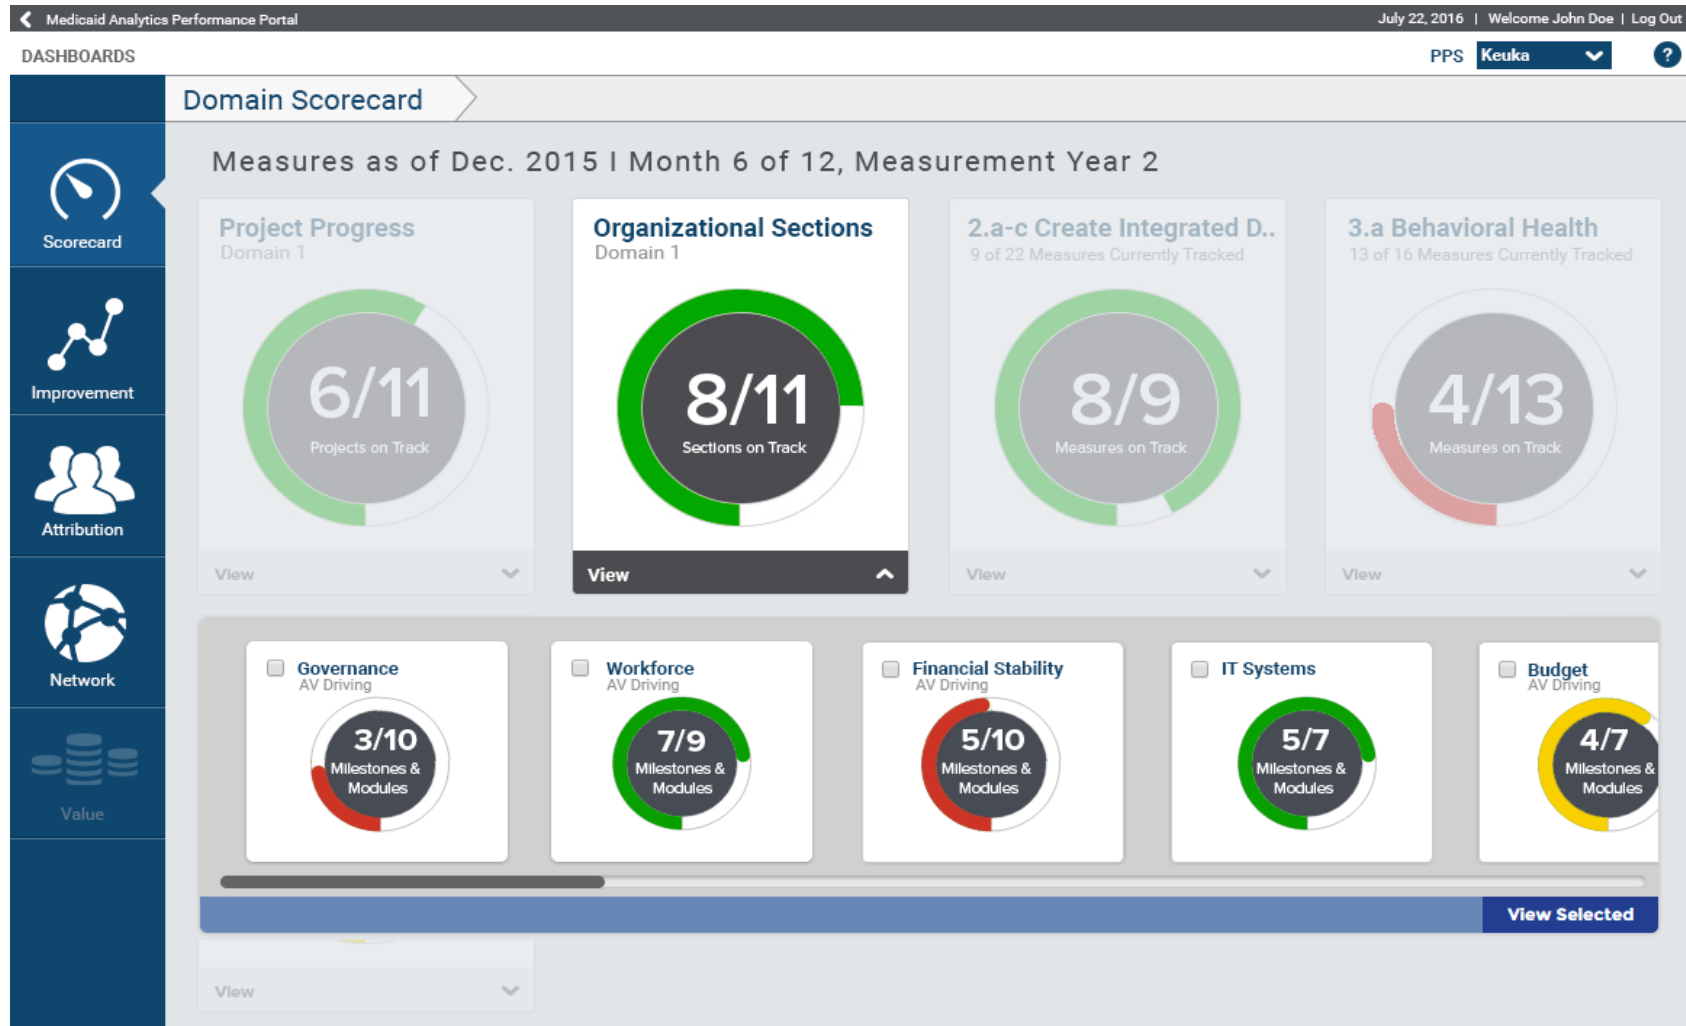 Medicaid Analytics Performance Portal
July 22, 2016 | Welcome John Doe | Log Out
DASHBOARDS
PPS Keuka
?
Domain Scorecard
Measures as of Dec. 2015 I Month 6 of 12, Measurement Year 2
Scorecard
Improvement
Attribution
Network
Value
Project Progress
Domain 1
6/11
Projects on Track
View
Organizational Sections
Domain 1
8/11
Sections on Track
View
2.a-c Create Integrated D..
9 of 22 Measures Currently Tracked
8/9
Measures on Track
View
3.a Behavioral Health
13 of 16 Measures Currently Tracked
4/13
Measures on Track
View
Governance
AV Driving
3/10
Milestones &
Modules
Workforce
AV Driving
7/9
Milestones &
Modules
Financial Stability
AV Driving
5/10
Milestones &
Modules
IT Systems
5/7
Milestones &
Modules
Budget
AV Driving
4/7
Milestones &
Modules
View Selected
View